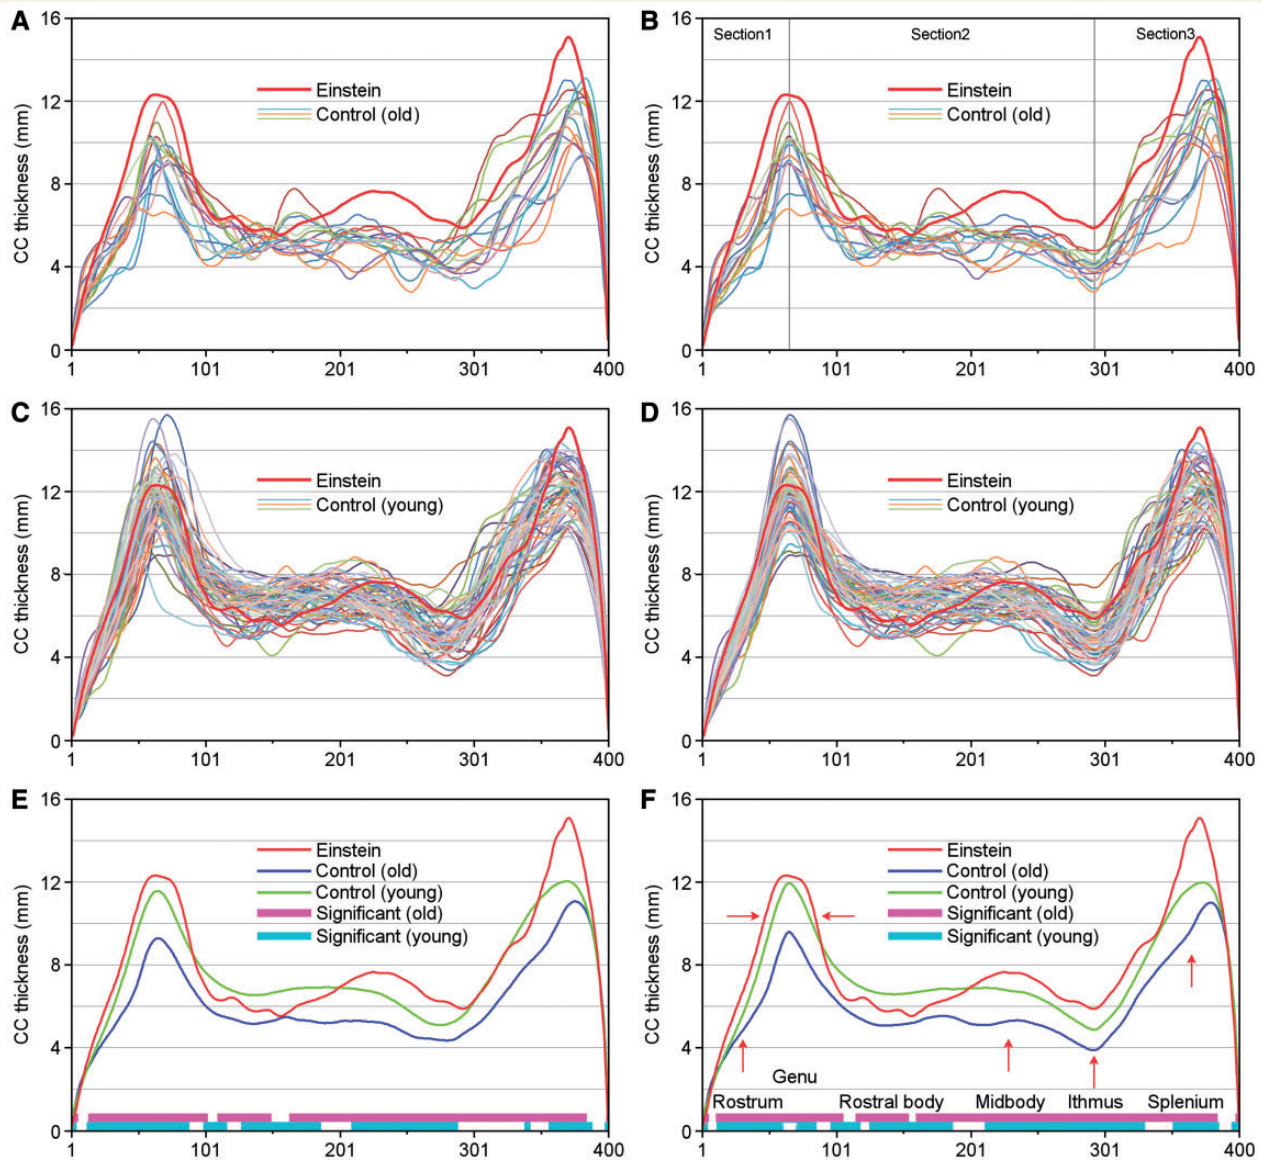 A
16
12
8
4
0
CC thickness (mm)
Einstein
Control (old)
1 101 201 301 400
B
16
12
8
4
0
CC thickness (mm)
Section1 Section2 Section3
Einstein
Control (old)
1 101 201 301 400
C
16
12
8
4
0
CC thickness (mm)
Einstein
Control (young)
1 101 201 301 400
D
16
12
8
4
0
CC thickness (mm)
Einstein
Control (young)
1 101 201 301 400
E
16
12
8
4
0
CC thickness (mm)
Einstein
Control (old)
Control (young)
Significant (old)
Significant (young)
1 101 201 301 400
F
16
12
8
4
0
CC thickness (mm)
Einstein
Control (old)
Control (young)
Significant (old)
Significant (young)
Genu
Rostrum Rostral body Midbody Ithmus Splenium
1 101 201 301 400